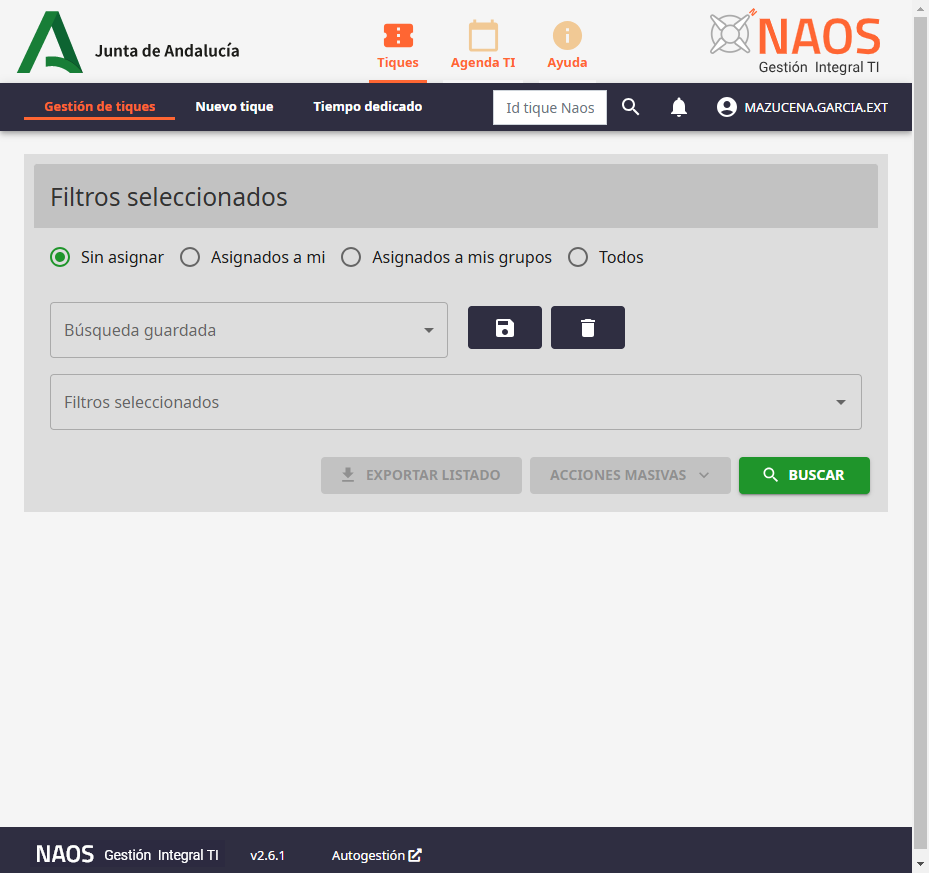 Junta de Andalucía
Tiques
Agenda TI
Ayuda
N
NAOS
Gestión Integral TI
Gestión de tiques
Nuevo tique
Tiempo dedicado
Id tique Naos
MAZUCENA.GARCIA.EXT
Filtros seleccionados
Sin asignar
Asignados a mi
Asignados a mis grupos
Todos
Búsqueda guardada
Filtros seleccionados
EXPORTAR LISTADO
ACCIONES MASIVAS
BUSCAR
NAOS Gestión Integral TI
v2.6.1
Autogestión